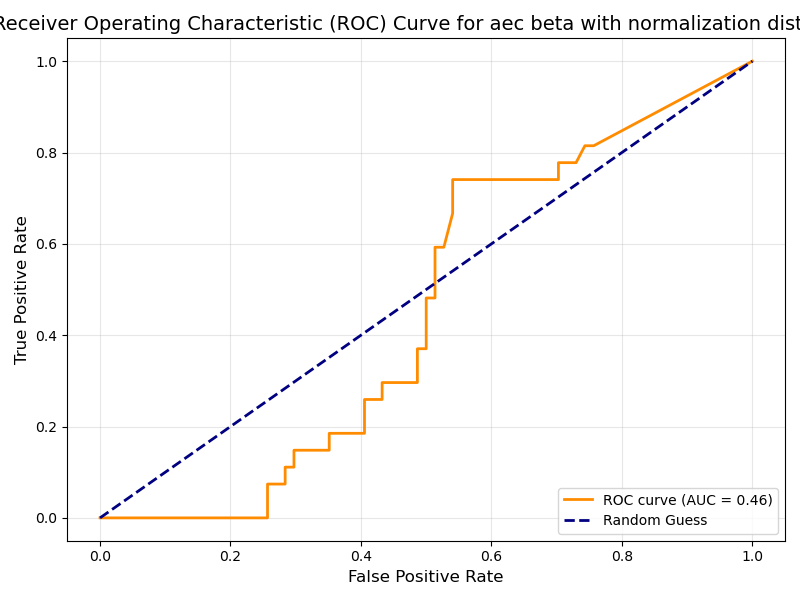 Receiver Operating Characteristic (ROC) Curve for aec beta with normalization dist
1.0
0.8
0.6
0.4
0.2
0.0
True Positive Rate
0.0 0.2 0.4 0.6 0.8 1.0
False Positive Rate
ROC curve (AUC = 0.46)
Random Guess